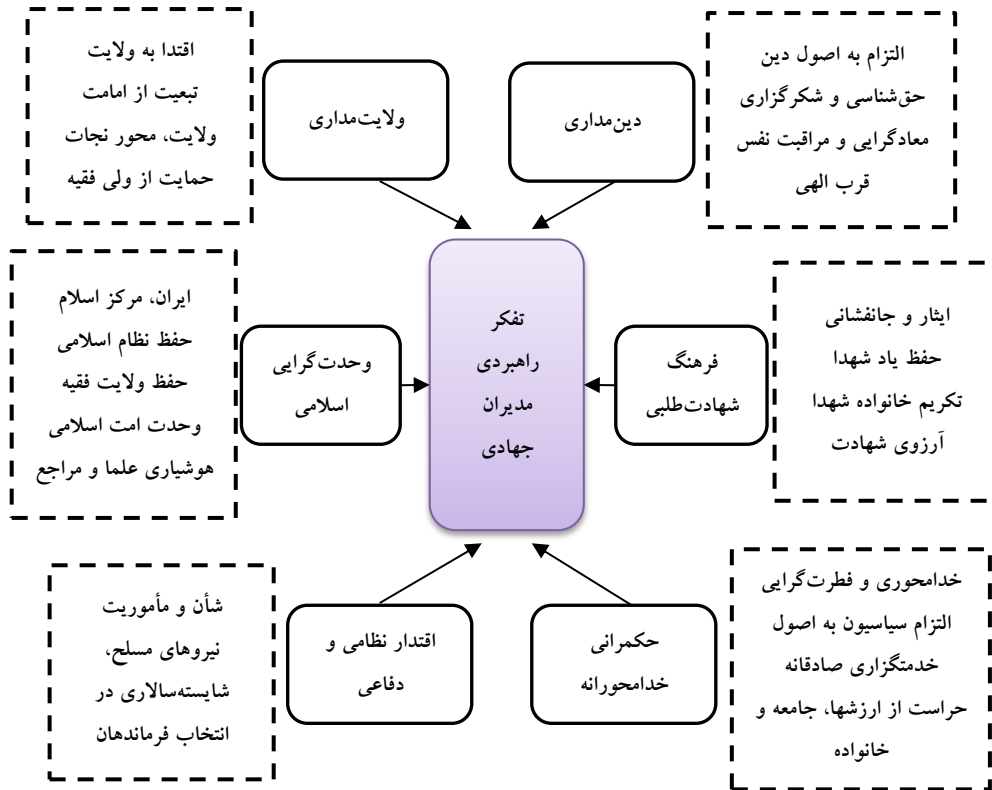 التزام به اصول دین
حق‌شناسی و شکرگزاری
معادگرایی و مراقبت نفس
قرب الهی
دین‌مداری
ولایت‌مداری
اقتدا به ولایت
تبعیت از امامت
ولایت، محور نجات
حمایت از ولی فقیه
ایثار و جانفشانی
حفظ یاد شهدا
تکریم خانواده شهدا
آرزوی شهادت
فرهنگ
شهادت‌طلبی
تفکر
راهبردی
مدیران
جهادی
وحدت‌گرایی
اسلامی
ایران، مرکز اسلام
حفظ نظام اسلامی
حفظ ولایت فقیه
وحدت امت اسلامی
هوشیاری علما و مراجع
خدامحوری و فطرت‌گرایی
التزام سیاسیون به اصول
خدمتگزاری صادقانه
حراست از ارزشها، جامعه و
خانواده
حکمرانی
خدامحورانه
اقتدار نظامی و
دفاعی
شأن و مأموریت
نیروهای مسلح،
شایسته‌سالاری در
انتخاب فرماندهان